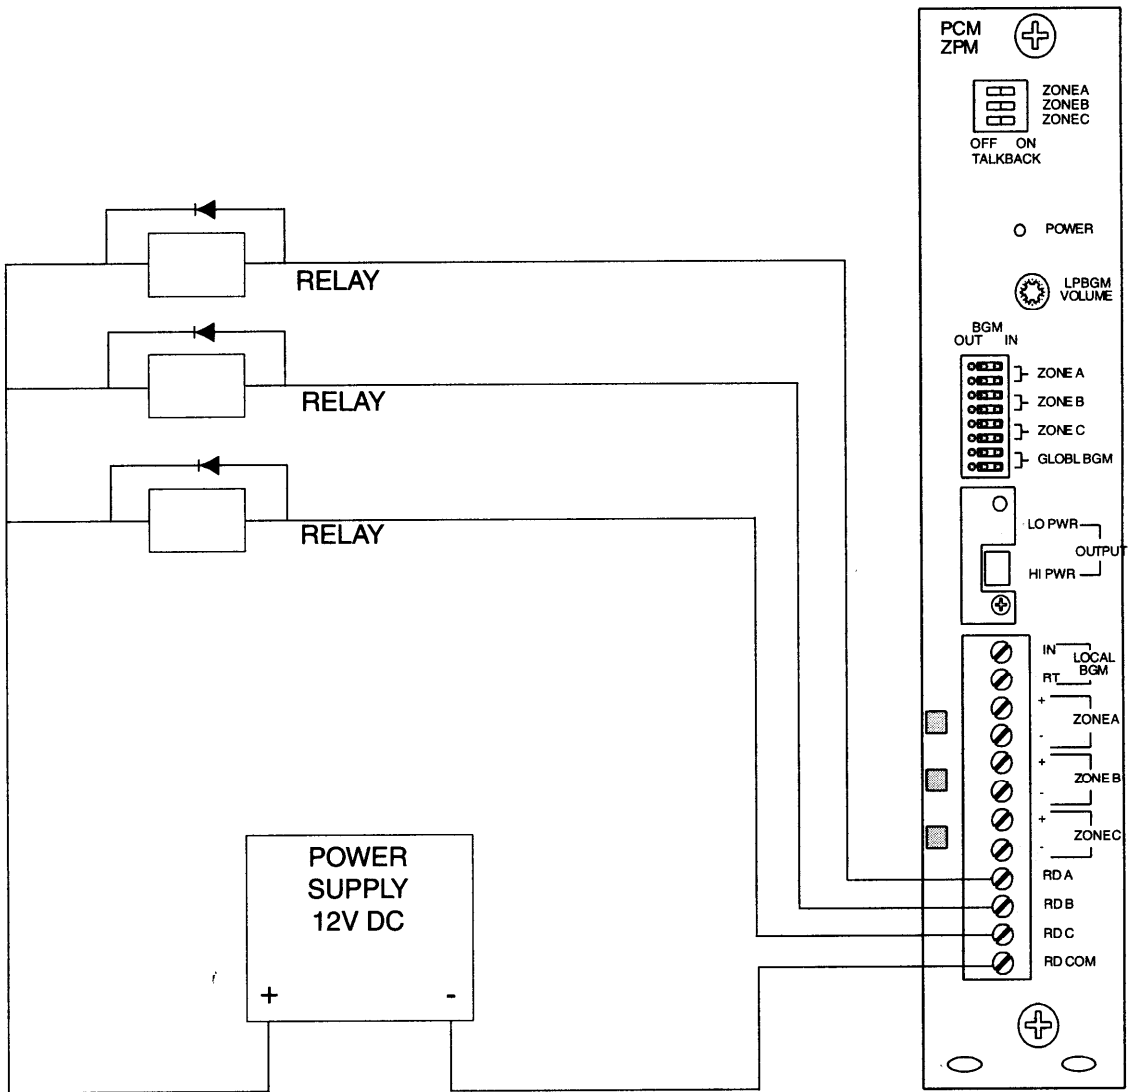 PCM
ZPM
ZONEA
ZONEB
ZONEC
OFF ON
TALKBACK
POWER
LPBGM
VOLUME
BGM
OUT IN
ZONE A
ZONE B
ZONE C
GLOBL BGM
LO PWR
OUTPUT
HI PWR
RELAY
RELAY
RELAY
IN
LOCAL
BGM
RT
+
ZONEA
-
+
ZONE B
-
+
ZONEC
-
RD A
RD B
RD C
RD COM
POWER
SUPPLY
12V DC
+ -